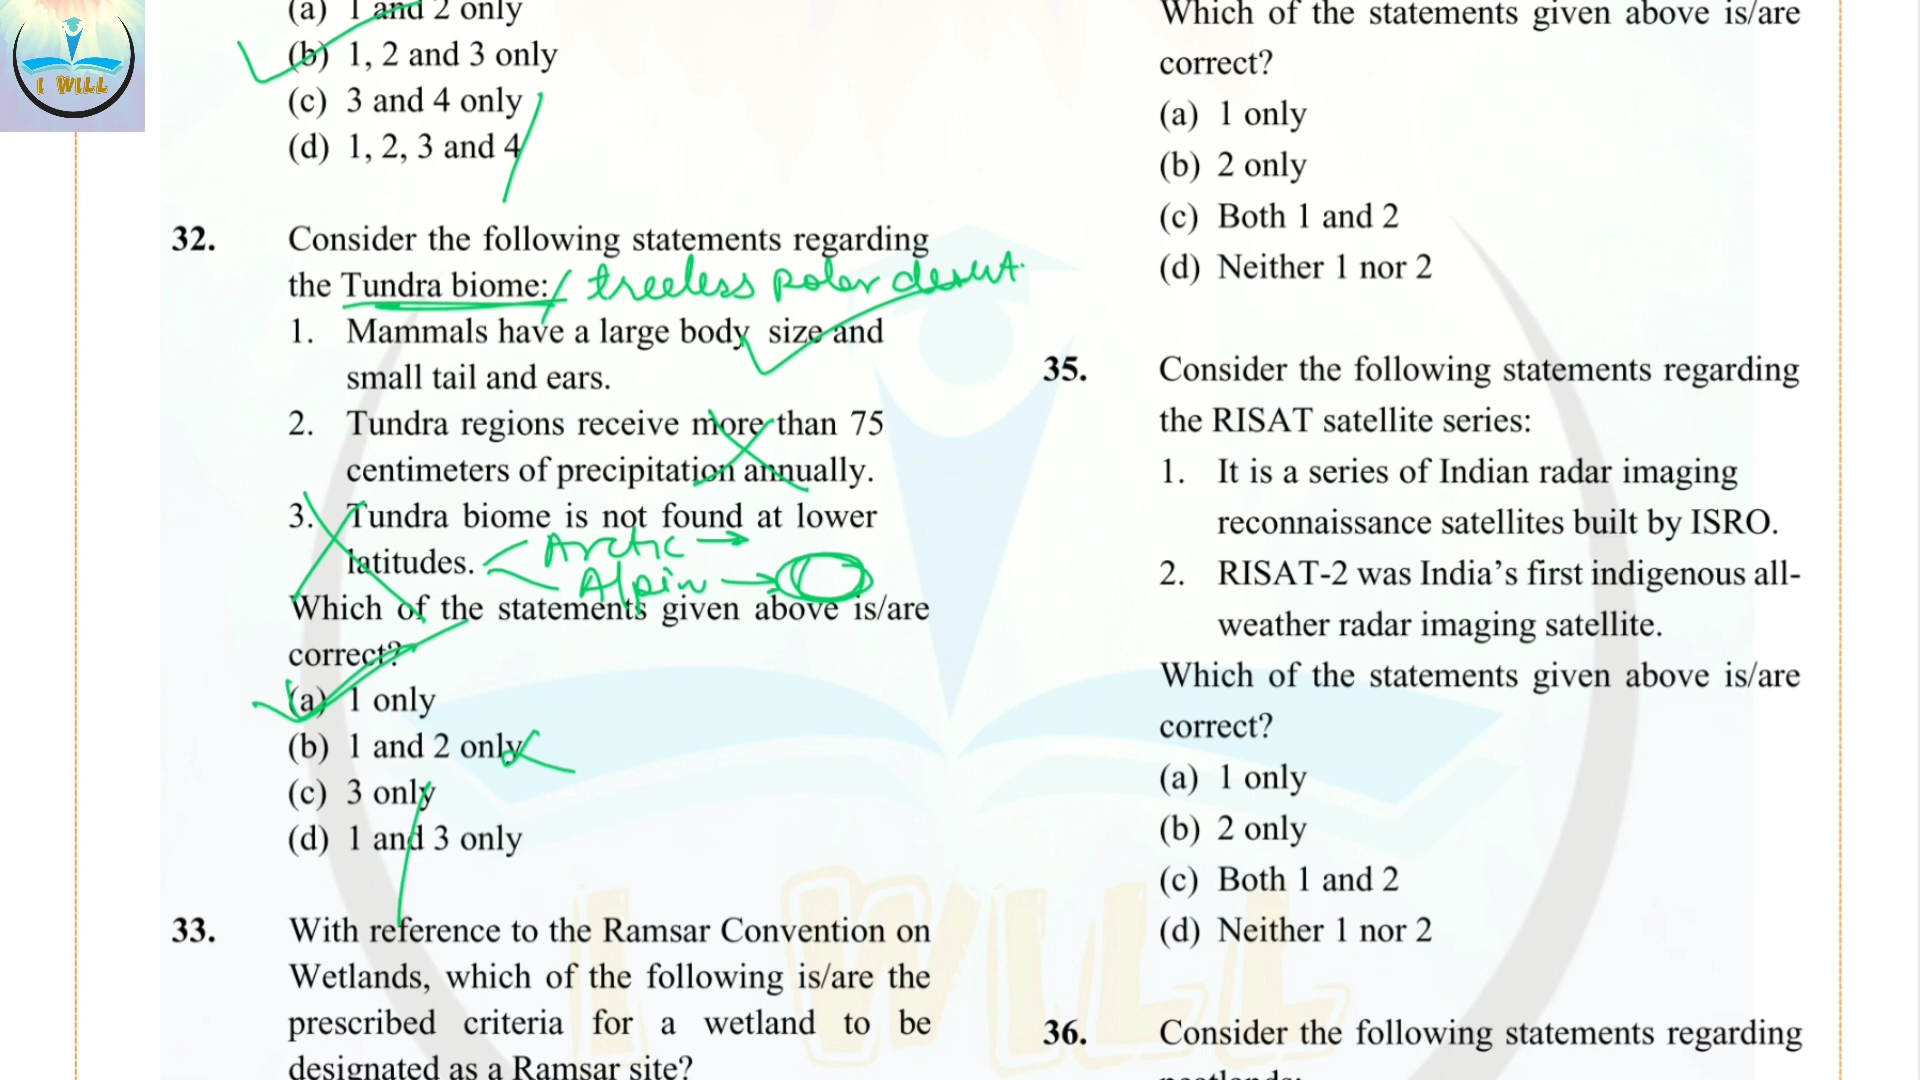 I WILL
(a) 1 and 2 only
(b) 1, 2 and 3 only
(c) 3 and 4 only
(d) 1, 2, 3 and 4
32. Consider the following statements regarding
the Tundra biome: / treeless polar desert.
1. Mammals have a large body size and
small tail and ears.
2. Tundra regions receive more than 75
centimeters of precipitation annually.
3. Tundra biome is not found at lower
latitudes.
Arctic
Alpin
Which of the statements given above is/are
correct?
(a) 1 only
(b) 1 and 2 only
(c) 3 only
(d) 1 and 3 only
33. With reference to the Ramsar Convention on
Wetlands, which of the following is/are the
prescribed criteria for a wetland to be
designated as a Ramsar site?
Which of the statements given above is/are
correct?
(a) 1 only
(b) 2 only
(c) Both 1 and 2
(d) Neither 1 nor 2
35. Consider the following statements regarding
the RISAT satellite series:
1. It is a series of Indian radar imaging
reconnaissance satellites built by ISRO.
2. RISAT-2 was India’s first indigenous all-
weather radar imaging satellite.
Which of the statements given above is/are
correct?
(a) 1 only
(b) 2 only
(c) Both 1 and 2
(d) Neither 1 nor 2
36. Consider the following statements regarding
I WILL